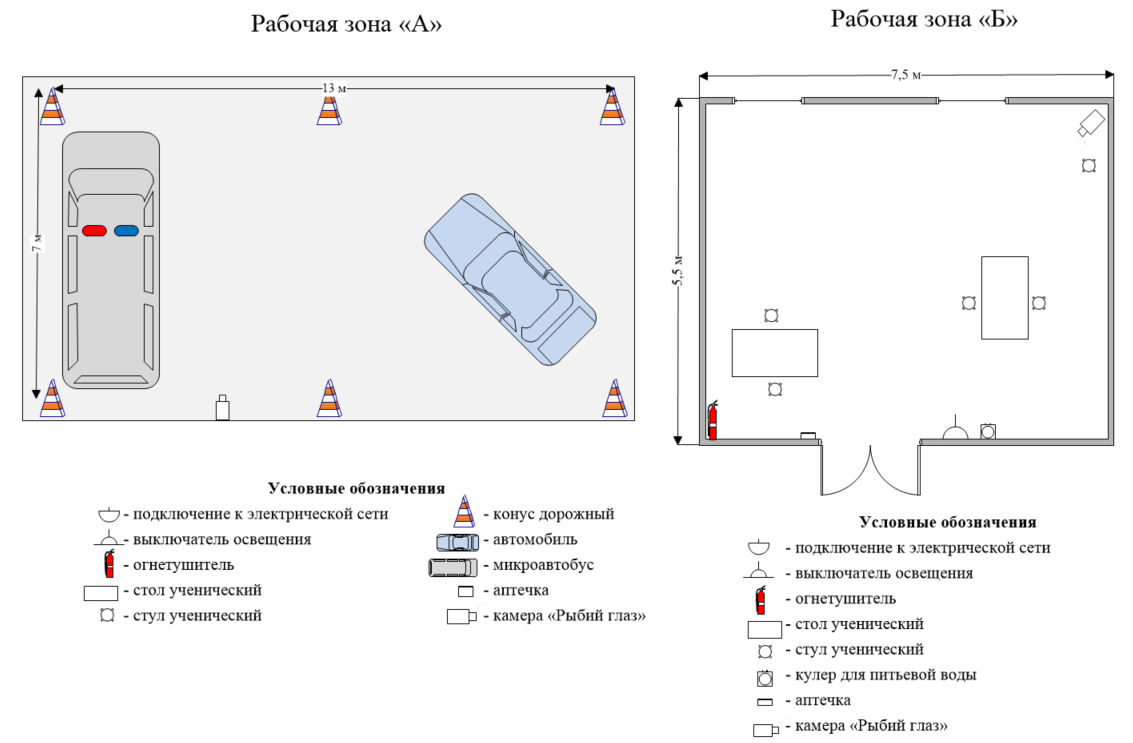 Рабочая зона «А»
13 м
7 м
Условные обозначения
- подключение к электрической сети
- выключатель освещения
- огнетушитель
- стол ученический
- стул ученический
- конус дорожный
- автомобиль
- микроавтобус
- аптечка
- камера «Рыбий глаз»
Рабочая зона «Б»
7,5 м
5,5 м
Условные обозначения
- подключение к электрической сети
- выключатель освещения
- огнетушитель
- стол ученический
- стул ученический
- кулер для питьевой воды
- аптечка
- камера «Рыбий глаз»